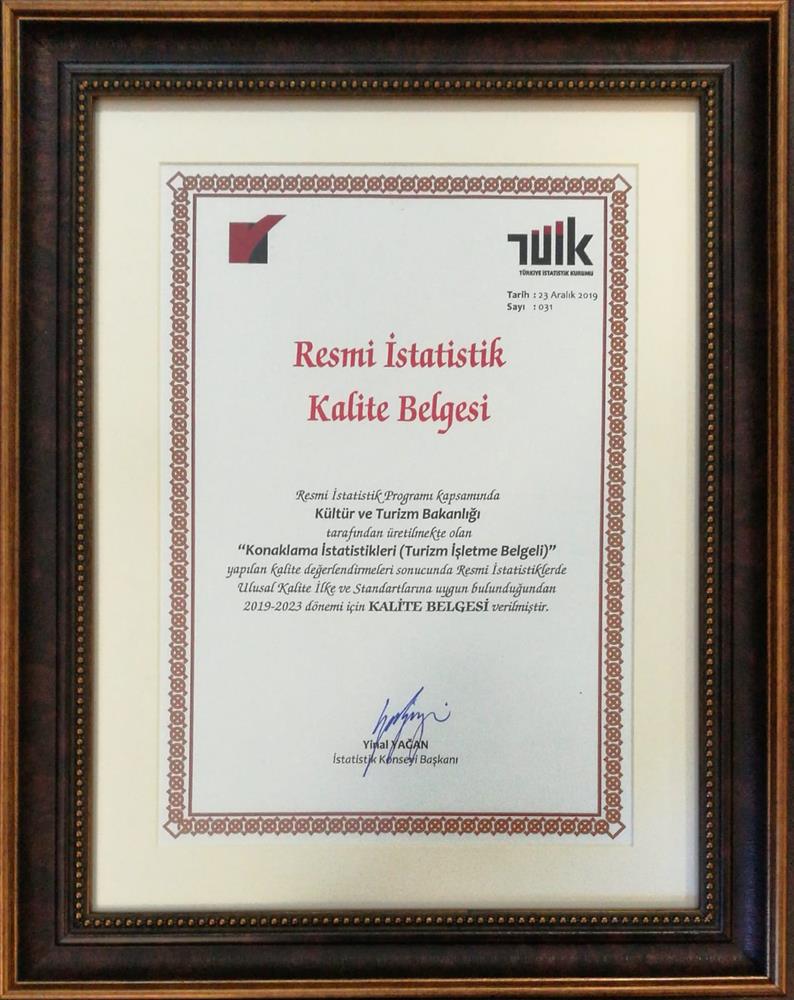 TÜİK
TÜRKİYE İSTATİSTİK KURUMU
Tarih : 23 Aralık 2019
Sayı : 031
Resmi İstatistik
Kalite Belgesi
Resmi İstatistik Programı kapsamında
Kültür ve Turizm Bakanlığı
tarafından üretilmekte olan
“Konaklama İstatistikleri (Turizm İşletme Belgeli)”
yapılan kalite değerlendirmeleri sonucunda Resmi İstatistiklerde
Ulusal Kalite İlke ve Standartlarına uygun bulunduğundan
2019-2023 dönemi için KALİTE BELGESİ verilmiştir.
Yinal YAĞAN
İstatistik Konseyi Başkanı